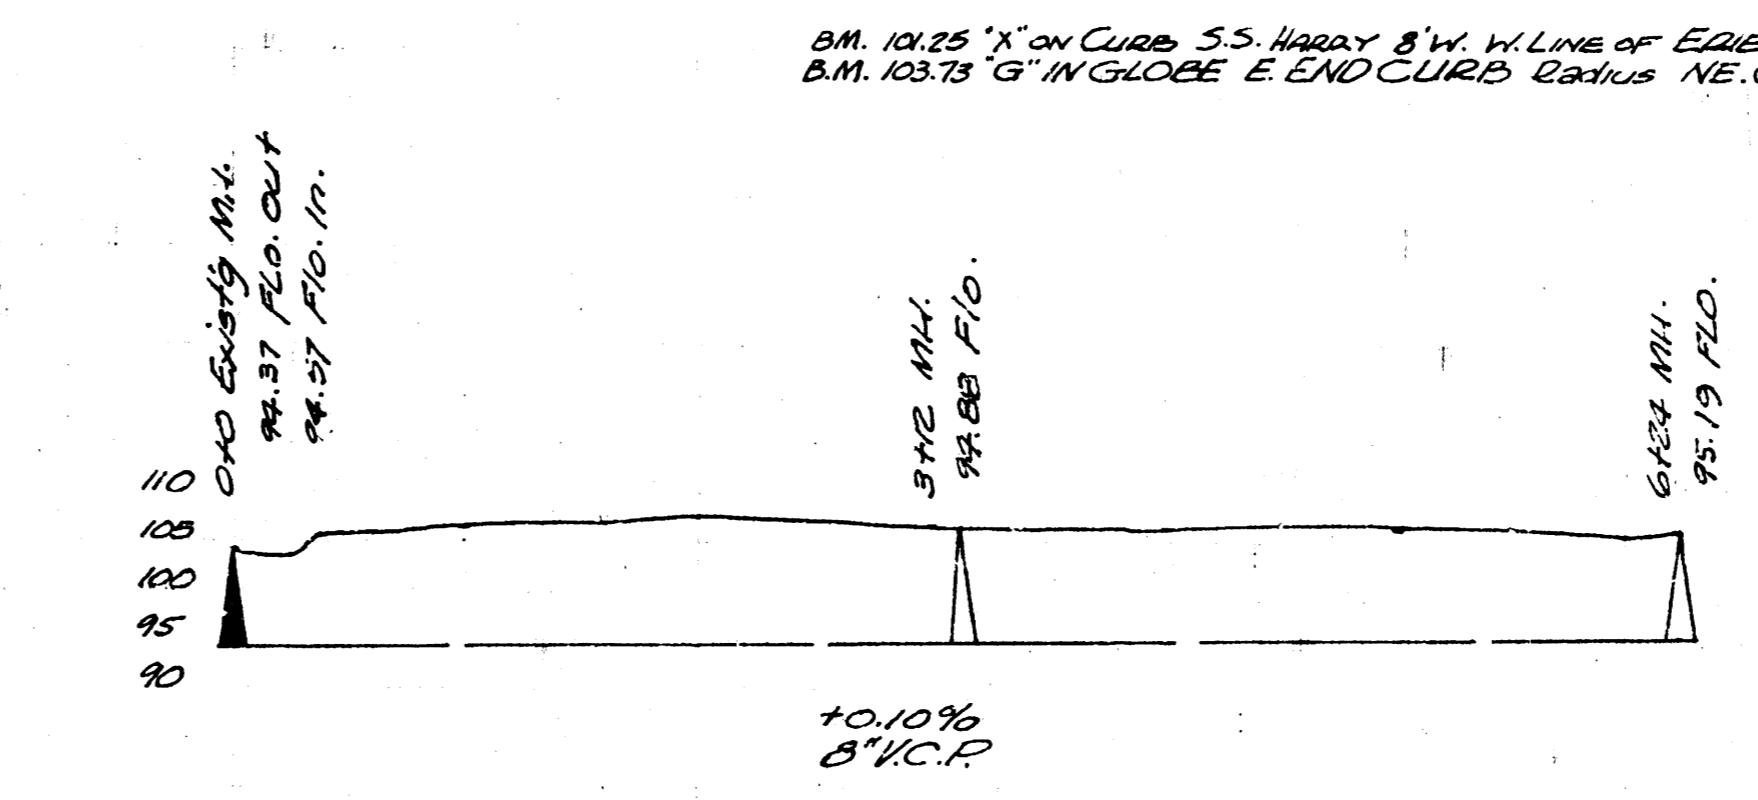 BM. 101.25 "X" ON CURB S.S. HARRY 8' W. W. LINE OF ERIE
B.M. 103.73 "G" IN GLOBE E. END CURB Radius NE.
0+0 Exist'g M.H.
94.37 FLO. OUT
94.57 Flo. In.
3+12 MH.
94.88 Flo.
6+24 MH.
95.19 FLO.
110
105
100
95
90
+0.10%
8" V.C.P.